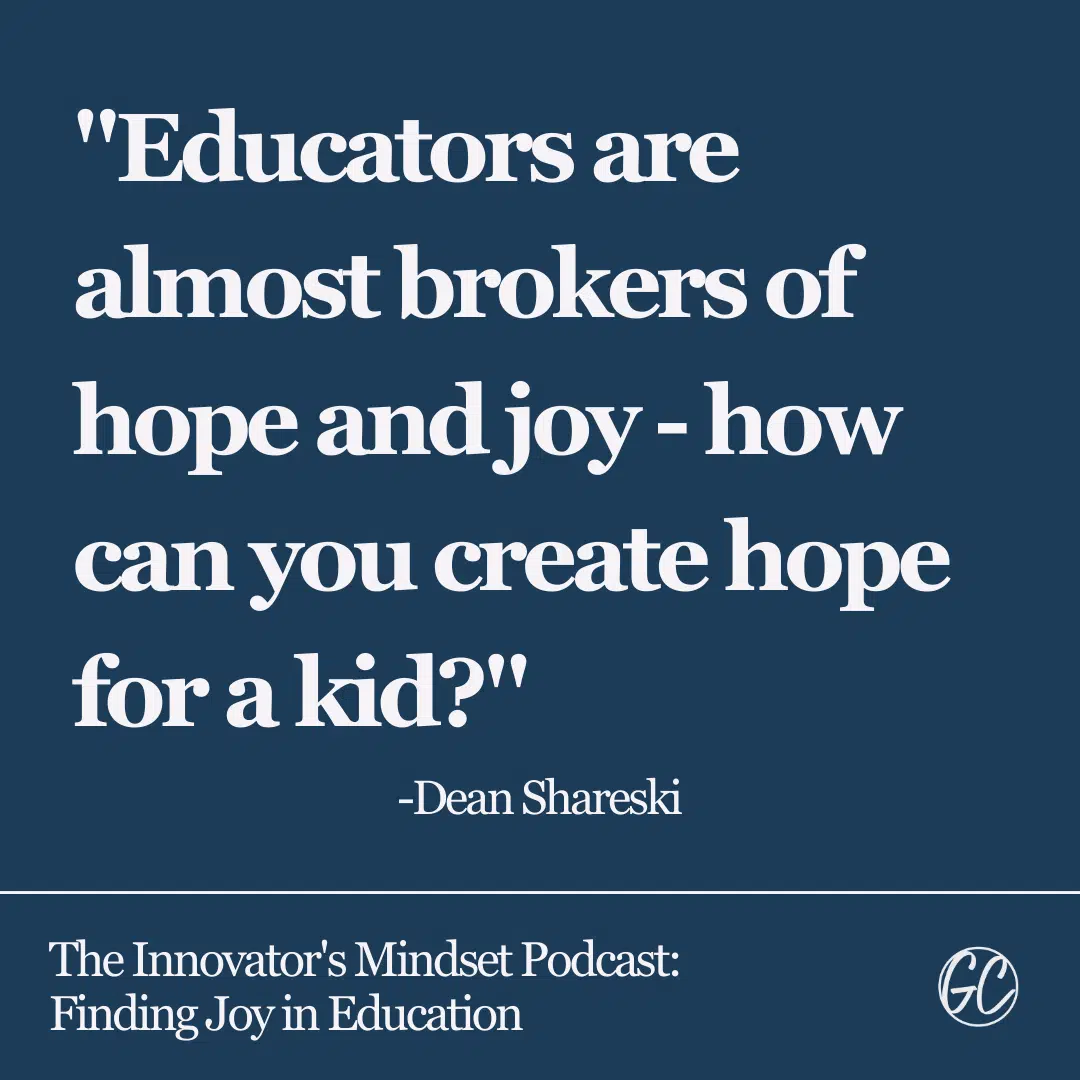 "Educators are
almost brokers of
hope and joy - how
can you create hope
for a kid?"
-Dean Shareski
The Innovator's Mindset Podcast:
Finding Joy in Education
GC